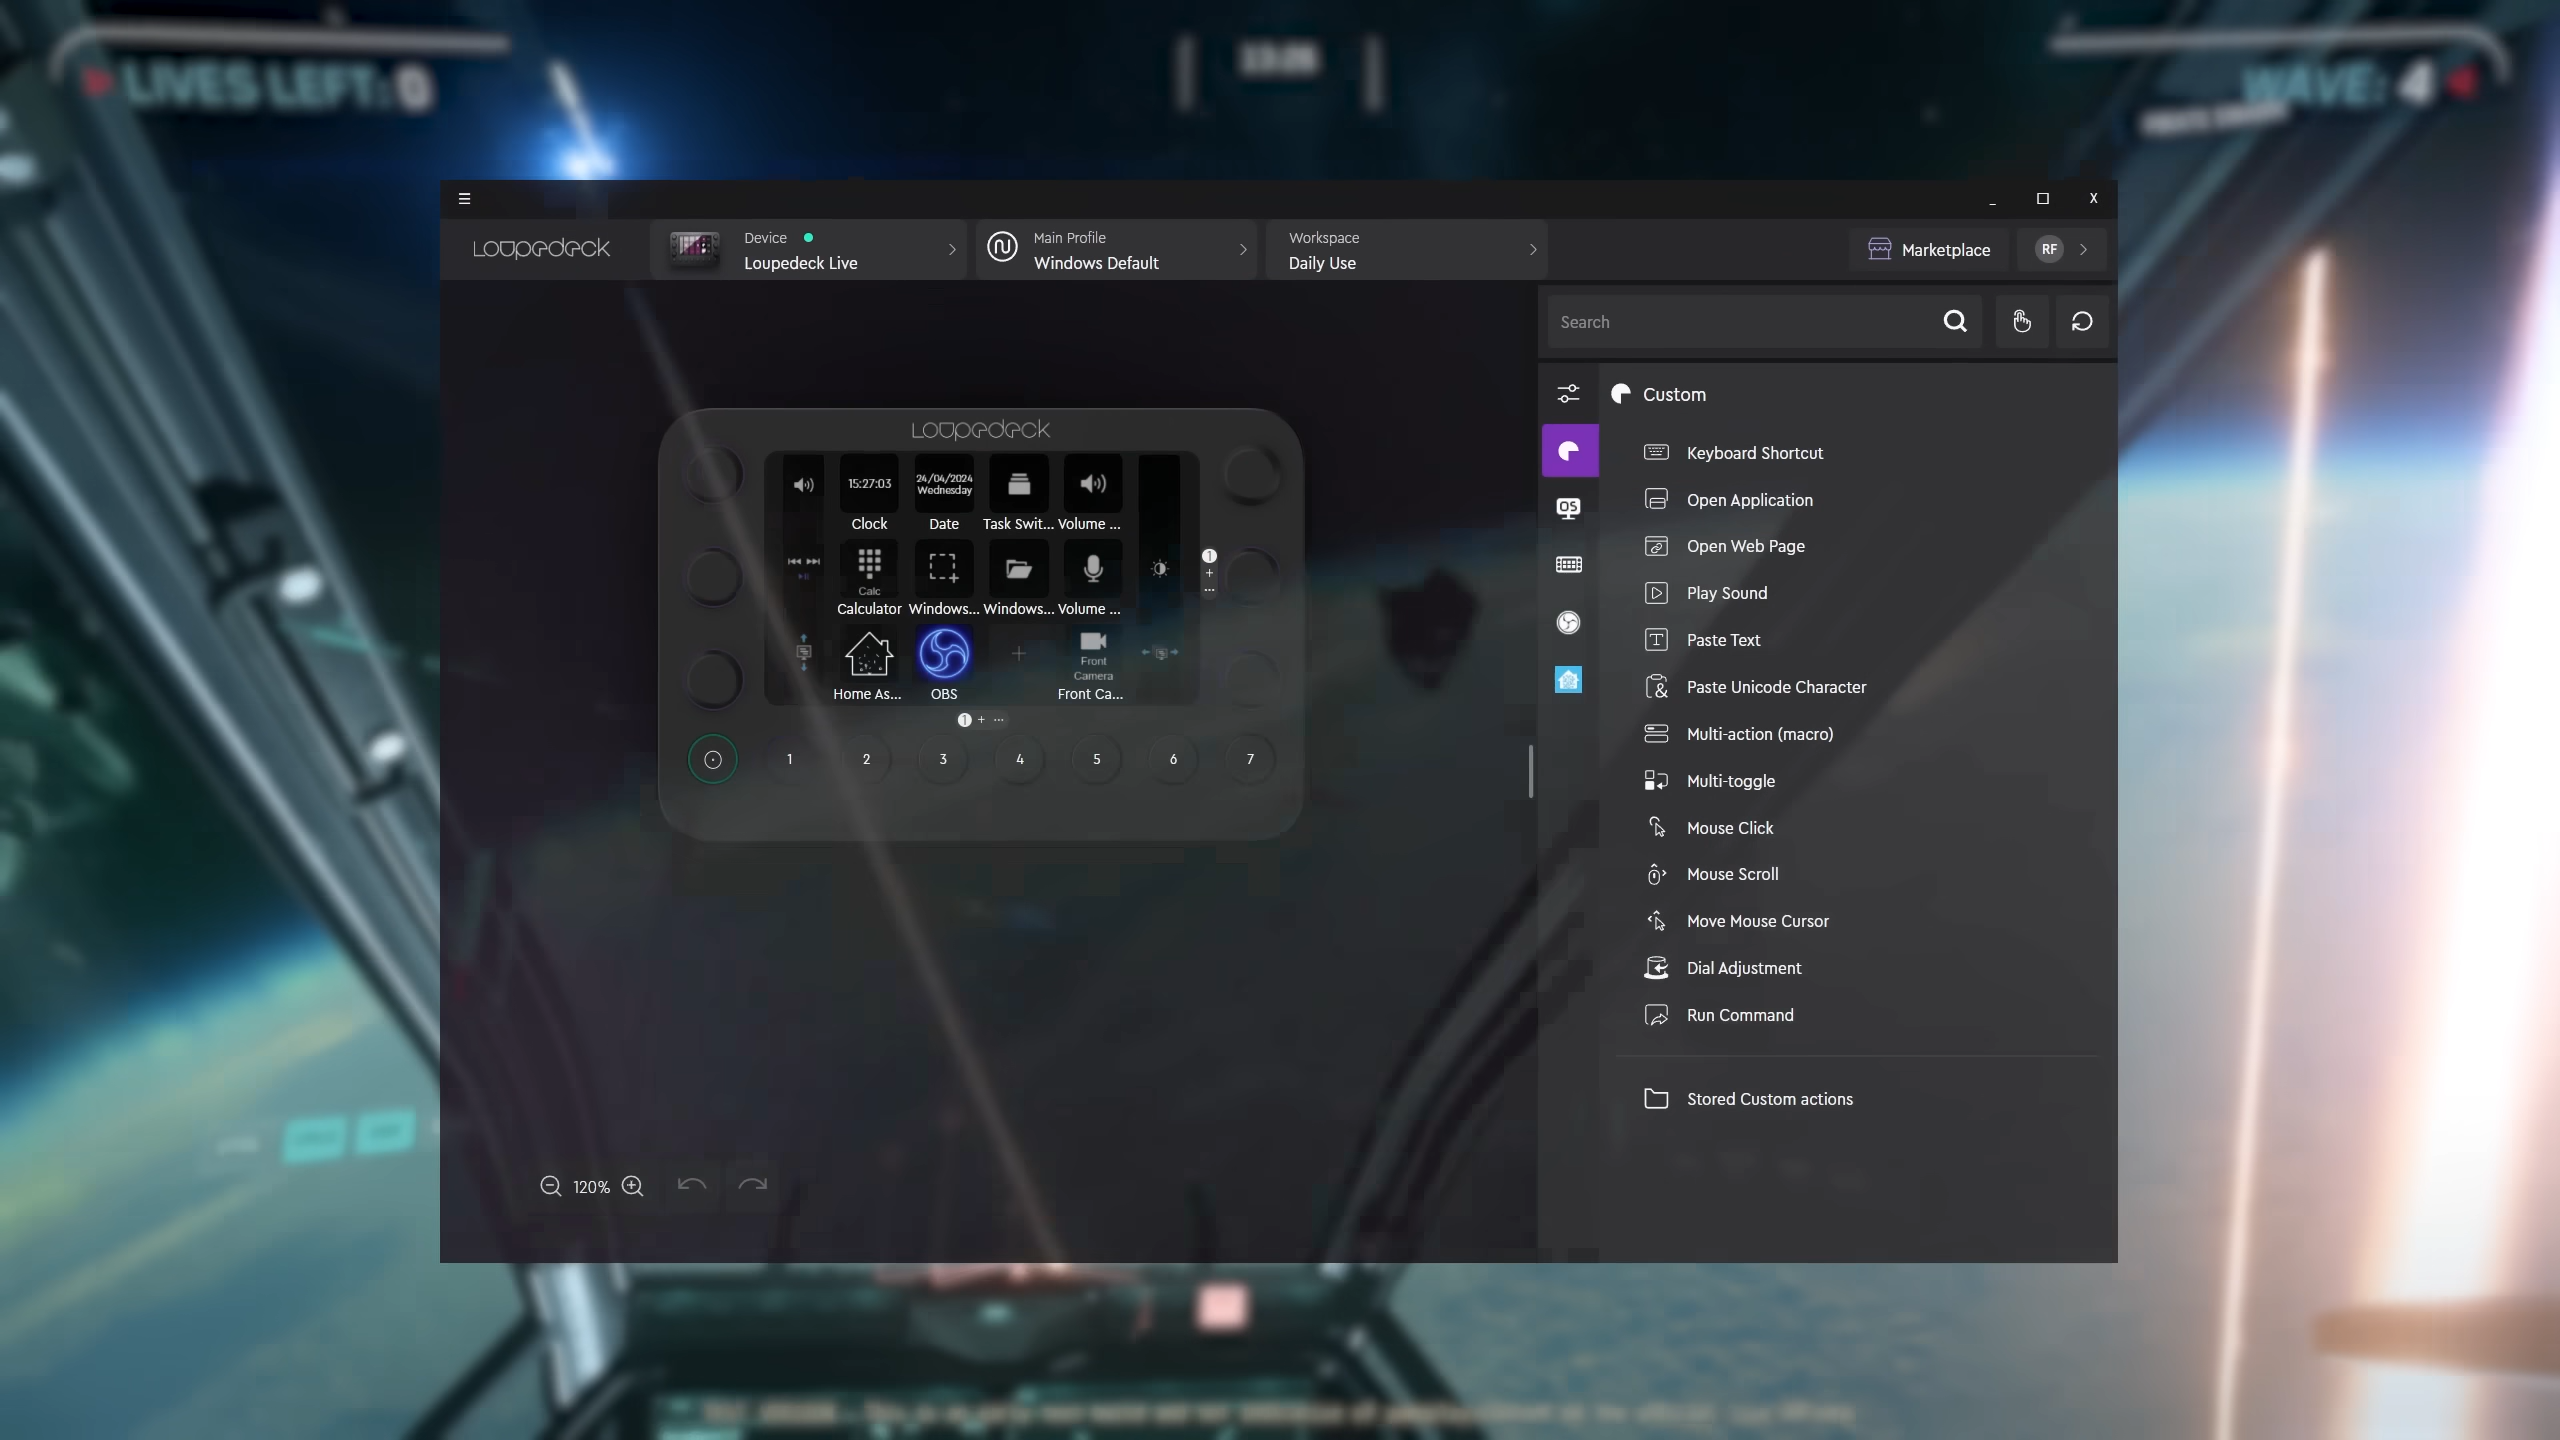 LIVES LEFT: 0
WAVE: 4
X
Loupedeck
Device
Loupedeck Live
Main Profile
Windows Default
Workspace
Daily Use
Marketplace
RF
Search
Custom
Keyboard Shortcut
Open Application
Open Web Page
Play Sound
Paste Text
Paste Unicode Character
Multi-action (macro)
Multi-toggle
Mouse Click
Mouse Scroll
Move Mouse Cursor
Dial Adjustment
Run Command
Stored Custom actions
OS
Loupedeck
15:27:03
24/04/2024
Wednesday
Clock
Date
Task Swit...
Volume ...
Calc
Calculator
Windows...
Windows...
Volume ...
1
+
...
Front
Camera
Home As...
OBS
Front Ca...
1 + ...
1 2 3 4 5 6 7
120%